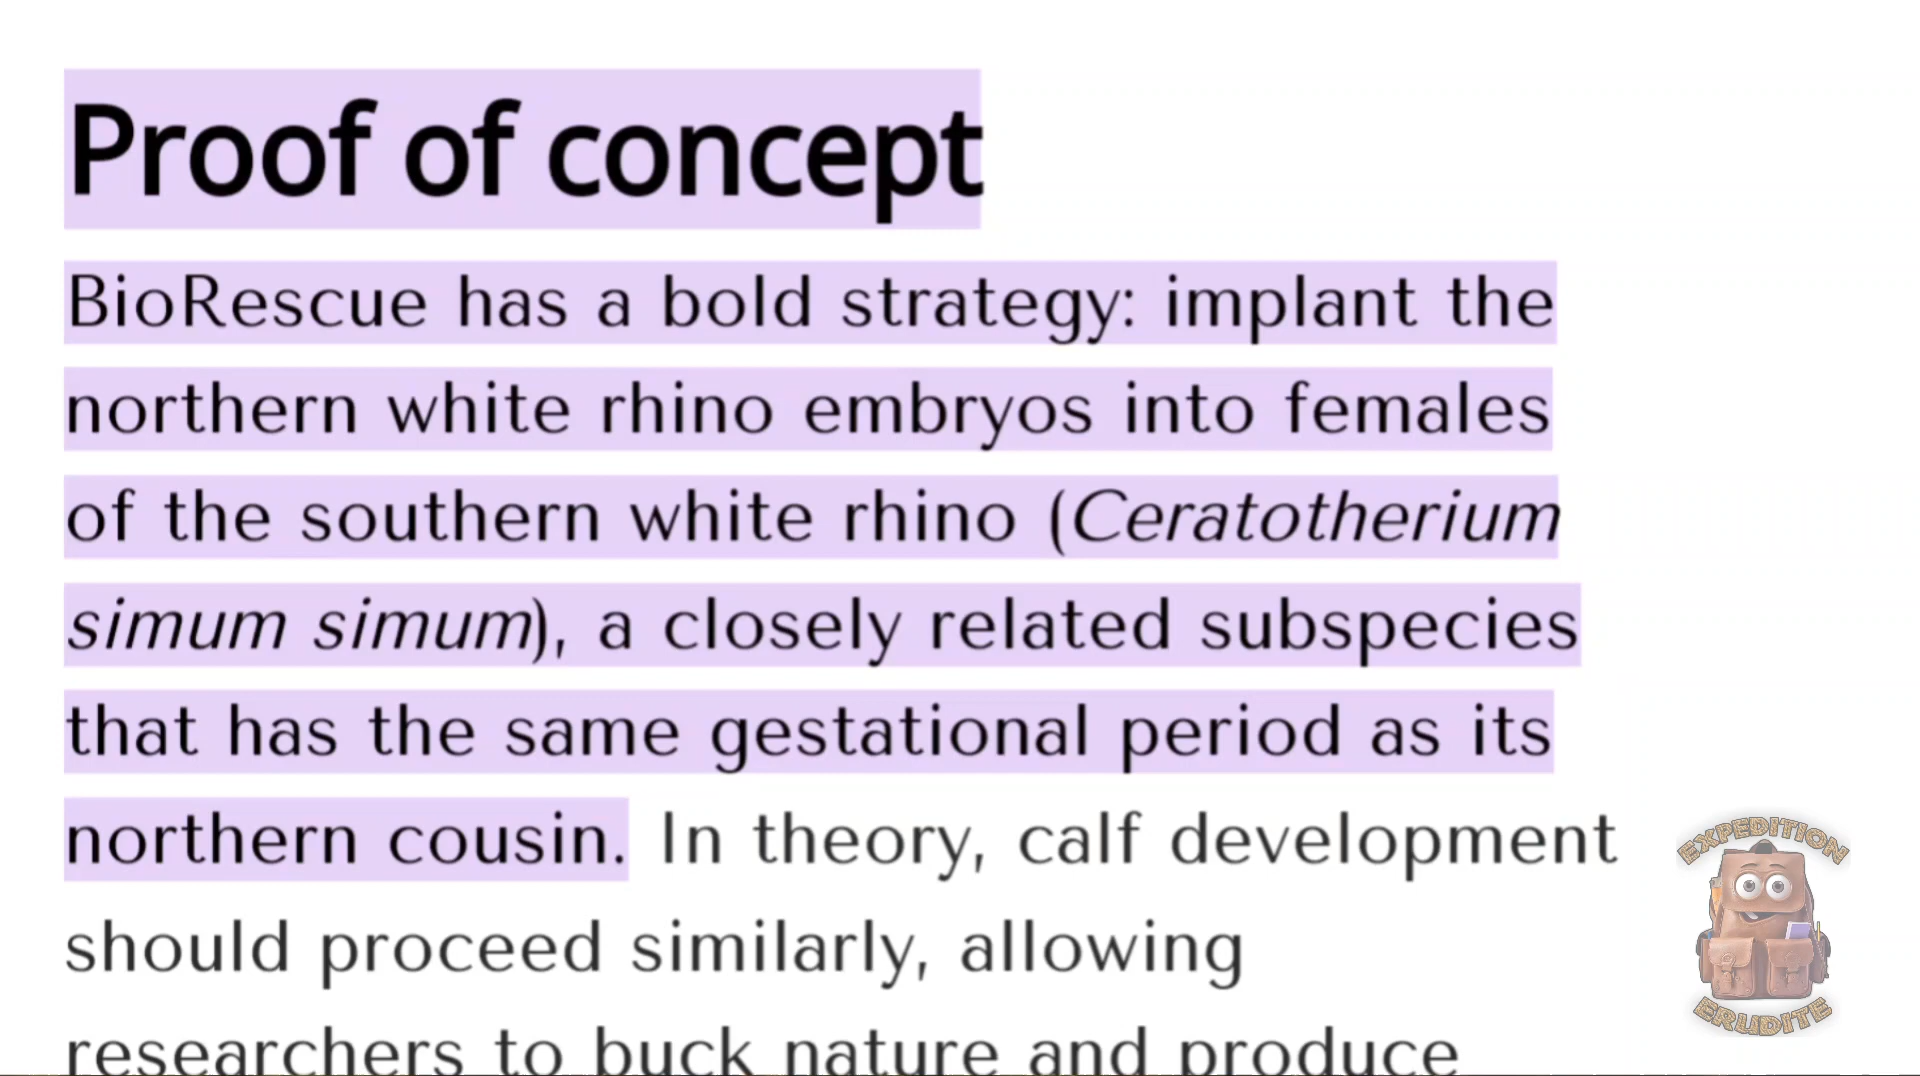 Proof of concept
BioRescue has a bold strategy: implant the
northern white rhino embryos into females
of the southern white rhino (Ceratotherium
simum simum), a closely related subspecies
that has the same gestational period as its
northern cousin. In theory, calf development
should proceed similarly, allowing
researchers to buck nature and produce
EXPEDITION
ERUDITE